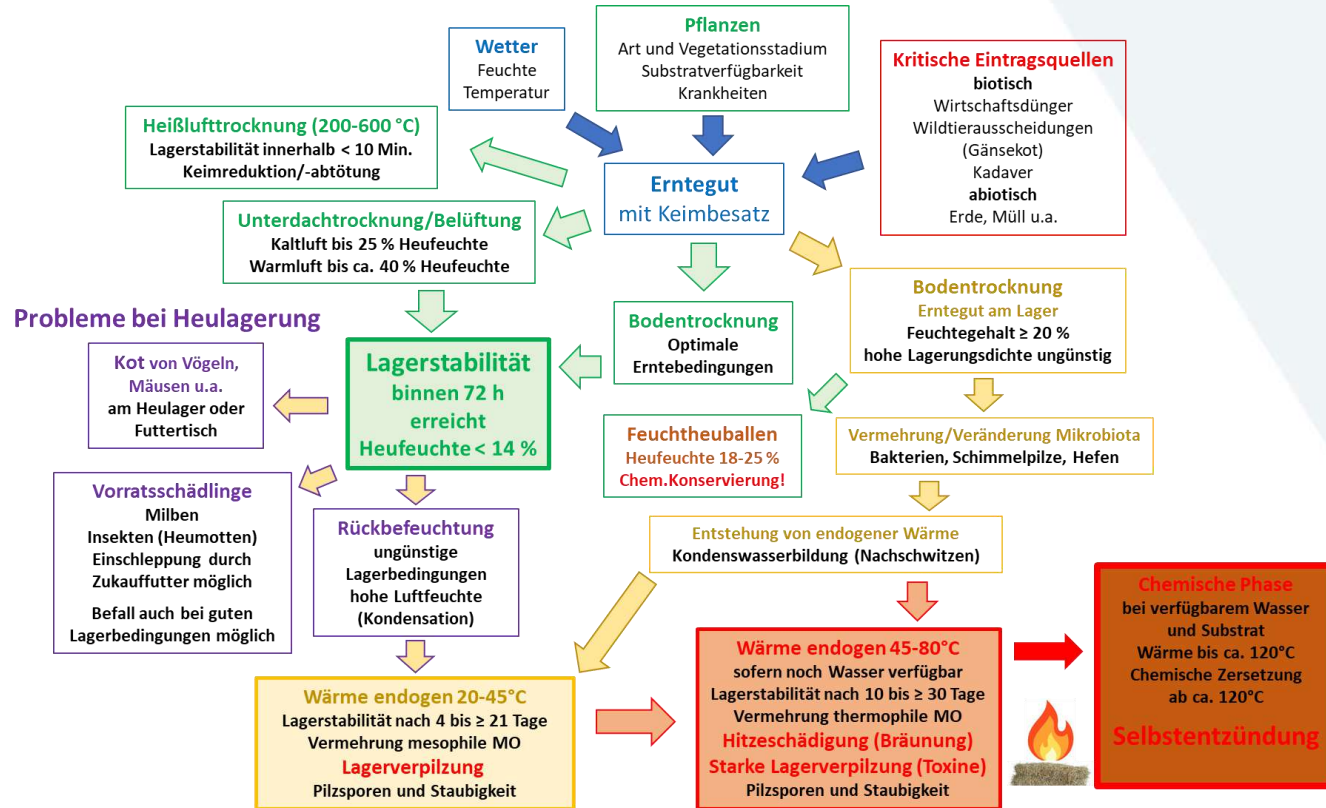 Wetter
Feuchte
Temperatur
Pflanzen
Art und Vegetationsstadium
Substratverfügbarkeit
Krankheiten
Kritische Eintragsquellen
biotisch
Wirtschaftsdünger
Wildtierausscheidungen
(Gänsekot)
Kadaver
abiotisch
Erde, Müll u.a.
Heißlufttrocknung (200-600 °C)
Lagerstabilität innerhalb < 10 Min.
Keimreduktion/-abtötung
Erntegut
mit Keimbesatz
Unterdachtrocknung/Belüftung
Kaltluft bis 25 % Heufeuchte
Warmluft bis ca. 40 % Heufeuchte
Bodentrocknung
Erntegut am Lager
Feuchtegehalt ≥ 20 %
hohe Lagerungsdichte ungünstig
Probleme bei Heulagerung
Bodentrocknung
Optimale
Erntebedingungen
Lagerstabilität
binnen 72 h
erreicht
Heufeuchte < 14 %
Kot von Vögeln,
Mäusen u.a.
am Heulager oder
Futtertisch
Feuchtheuballen
Heufeuchte 18-25 %
Chem.Konservierung!
Vermehrung/Veränderung Mikrobiota
Bakterien, Schimmelpilze, Hefen
Vorratsschädlinge
Milben
Insekten (Heumotten)
Einschleppung durch
Zukauffutter möglich
Befall auch bei guten
Lagerbedingungen möglich
Rückbefeuchtung
ungünstige
Lagerbedingungen
hohe Luftfeuchte
(Kondensation)
Entstehung von endogener Wärme
Kondenswasserbildung (Nachschwitzen)
Chemische Phase
bei verfügbarem Wasser
und Substrat
Wärme bis ca. 120°C
Chemische Zersetzung
ab ca. 120°C
Selbstentzündung
Wärme endogen 20-45°C
Lagerstabilität nach 4 bis ≥ 21 Tage
Vermehrung mesophile MO
Lagerverpilzung
Pilzsporen und Staubigkeit
Wärme endogen 45-80°C
sofern noch Wasser verfügbar
Lagerstabilität nach 10 bis ≥ 30 Tage
Vermehrung thermophile MO
Hitzeschädigung (Bräunung)
Starke Lagerverpilzung (Toxine)
Pilzsporen und Staubigkeit